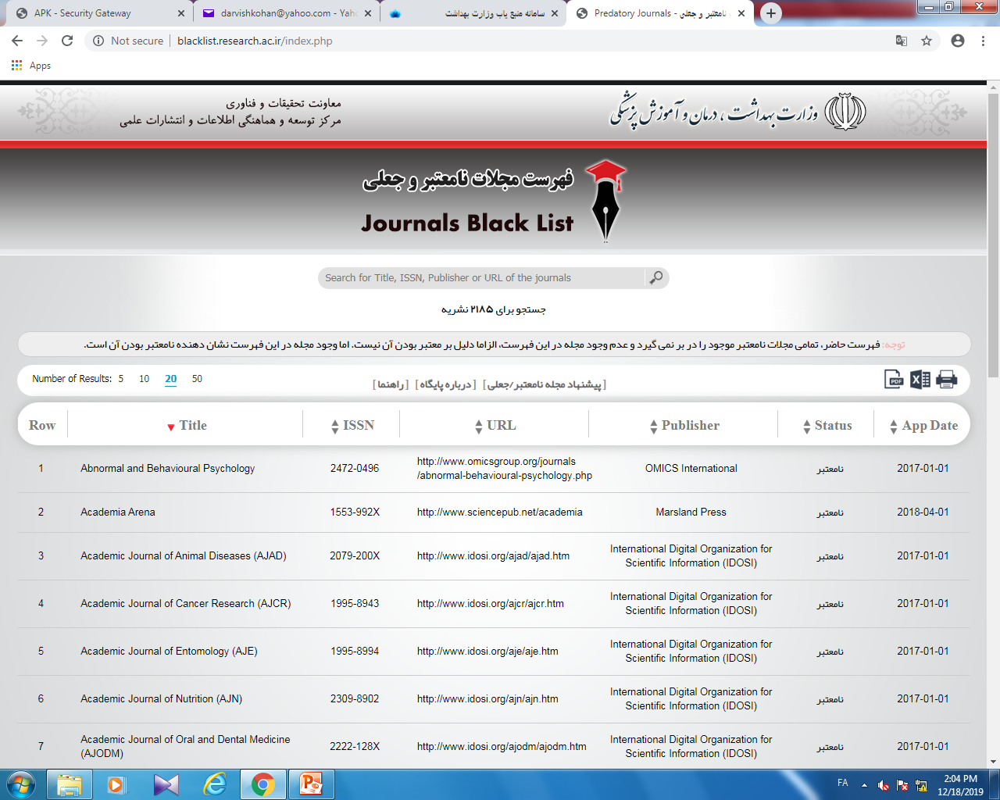 APK - Security Gateway
darvishkohan@yahoo.com - Yah
سامانه منبع یاب وزارت بهداشت
Predatory Journals - نامعتبر و جعلی
Not secure
blacklist.research.ac.ir/index.php
Apps
معاونت تحقیقات و فناوری
مرکز توسعه و هماهنگی اطلاعات و انتشارات علمی
وزارت بهداشت ، درمان و آموزش پزشکی
فهرست مجلات نامعتبر و جعلی
Journals Black List
Search for Title, ISSN, Publisher or URL of the journals
جستجو برای ۲۱۸۵ نشریه
توجه: فهرست حاضر، تمامی مجلات نامعتبر موجود را در بر نمی گیرد و عدم وجود مجله در این فهرست، الزاما دلیل بر معتبر بودن آن نیست. اما وجود مجله در این فهرست نشان دهنده نامعتبر بودن آن است.
Number of Results: 5 10 20 50
[پیشنهاد مجله نامعتبر/جعلی] [درباره پایگاه] [راهنما]
PDF
X
Row Title ISSN URL Publisher Status App Date
1 Abnormal and Behavioural Psychology 2472-0496 http://www.omicsgroup.org/journals OMICS International نامعتبر 2017-01-01
/abnormal-behavioural-psychology.php
2 Academia Arena 1553-992X http://www.sciencepub.net/academia Marsland Press نامعتبر 2018-04-01
3 Academic Journal of Animal Diseases (AJAD) 2079-200X http://www.idosi.org/ajad/ajad.htm International Digital Organization for نامعتبر 2017-01-01
Scientific Information (IDOSI)
4 Academic Journal of Cancer Research (AJCR) 1995-8943 http://www.idosi.org/ajcr/ajcr.htm International Digital Organization for نامعتبر 2017-01-01
Scientific Information (IDOSI)
5 Academic Journal of Entomology (AJE) 1995-8994 http://www.idosi.org/aje/aje.htm International Digital Organization for نامعتبر 2017-01-01
Scientific Information (IDOSI)
6 Academic Journal of Nutrition (AJN) 2309-8902 http://www.idosi.org/ajn/ajn.htm International Digital Organization for نامعتبر 2017-01-01
Scientific Information (IDOSI)
7 Academic Journal of Oral and Dental Medicine 2222-128X http://www.idosi.org/ajodm/ajodm.htm International Digital Organization for نامعتبر 2017-01-01
(AJODM) Scientific Information (IDOSI)
FA
2:04 PM
12/18/2019